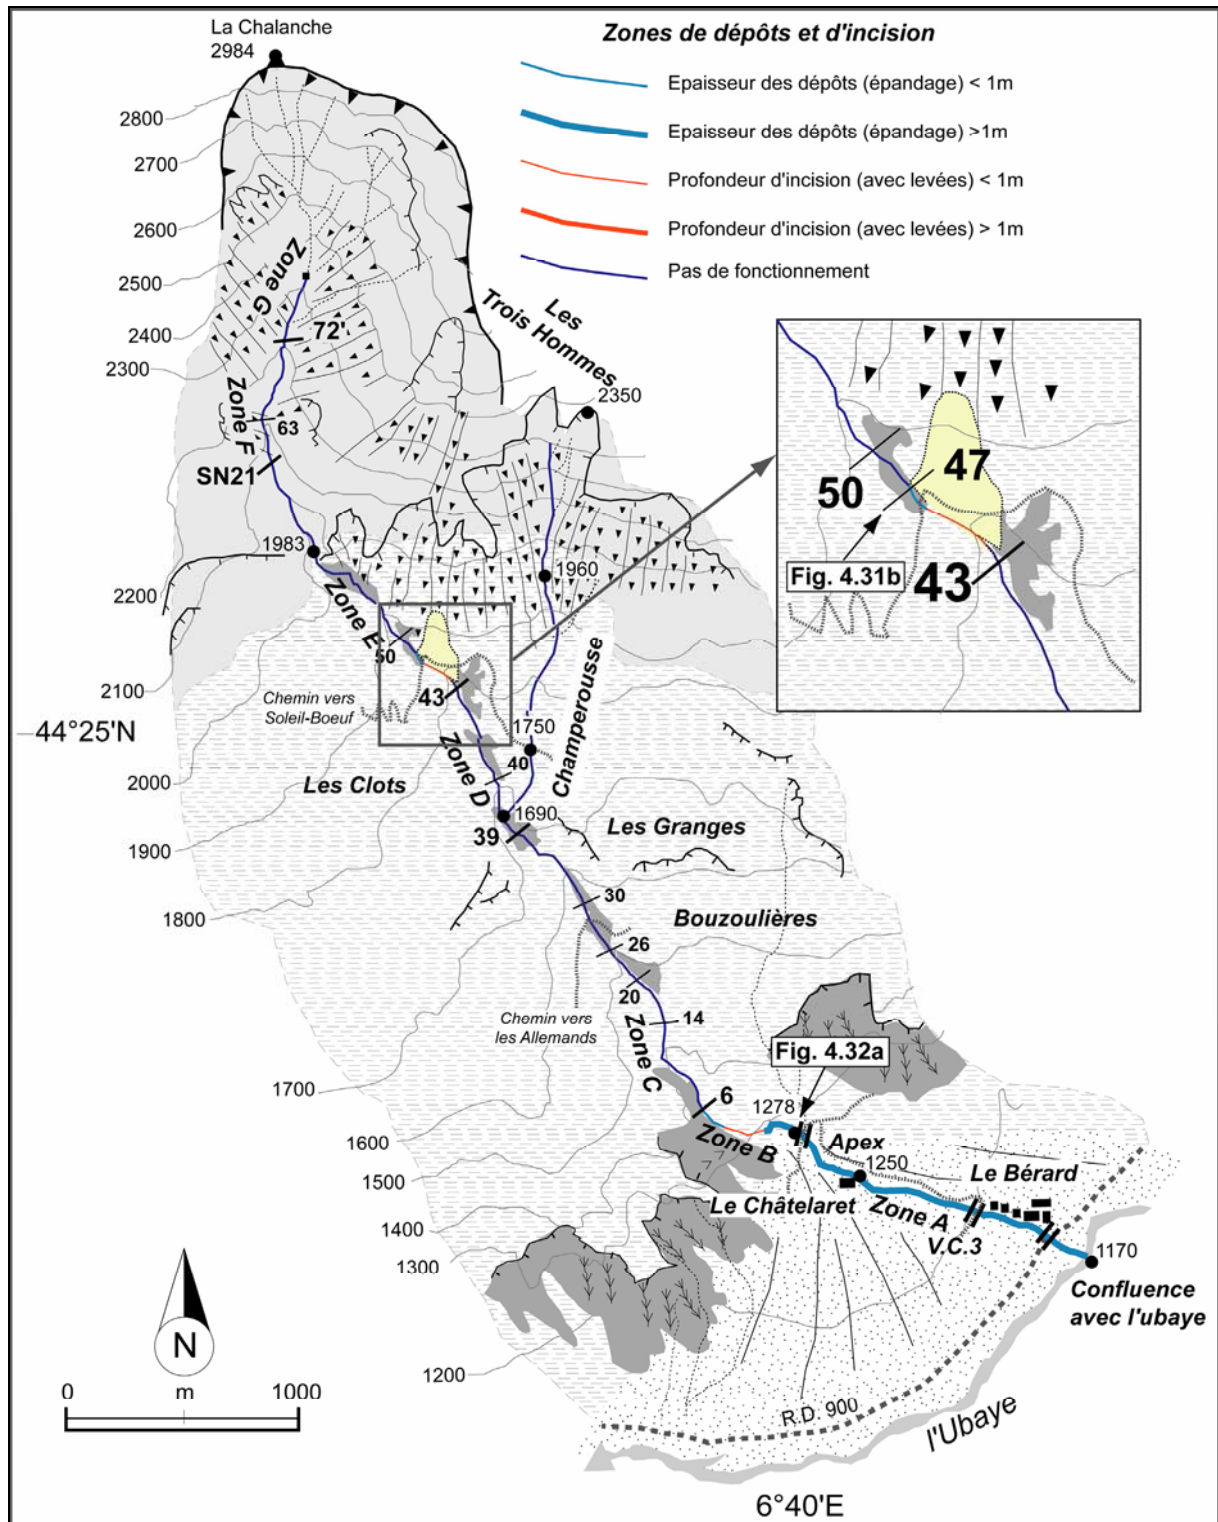 La Chalanche
2984
Zones de dépôts et d'incision
Epaisseur des dépôts (épandage) < 1m
Epaisseur des dépôts (épandage) >1m
Profondeur d'incision (avec levées) < 1m
Profondeur d'incision (avec levées) > 1m
Pas de fonctionnement
2800
2700
2600
2500
2400
2300
Zone G
72'
Zone F
63
SN21
Les
Trois Hommes
2350
1983
1960
2200
Zone E
50
43
2100
Chemin vers
Soleil-Boeuf
44°25'N
50
47
Fig. 4.31b
43
1750
40
Zone D
Champerousse
2000
Les Clots
1690
39
Les Granges
1900
30
1800
Bouzoulières
26
20
14
Chemin vers
les Allemands
Zone C
Fig. 4.32a
1700
6
1278
1600
Zone B
Apex
1250
1500
Le Bérard
Le Châtelaret
Zone A
V.C.3
1400
1300
1170
Confluence
avec l'ubaye
N
1200
0 m 1000
R.D. 900
l'Ubaye
6°40'E